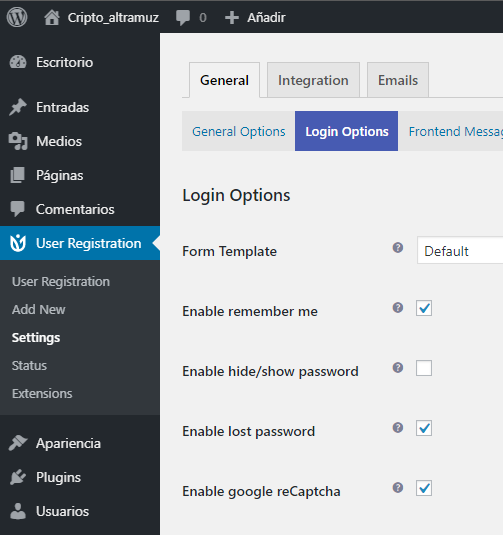 Cripto_altramuz 0 + Añadir
Escritorio
Entradas
Medios
Páginas
Comentarios
User Registration
User Registration
Add New
Settings
Status
Extensions
Apariencia
Plugins
Usuarios
General Integration Emails
General Options Login Options Frontend Messag
Login Options
Form Template ? Default
Enable remember me ?
Enable hide/show password ?
Enable lost password ?
Enable google reCaptcha ?